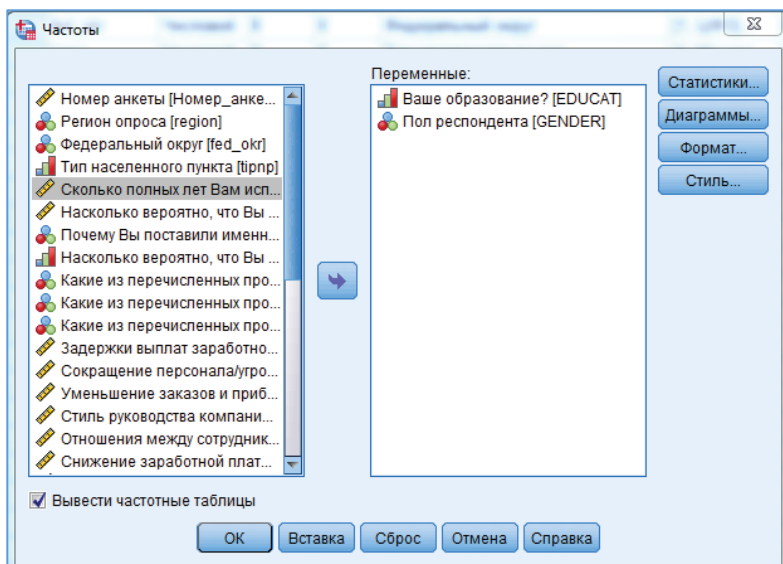 Частоты
Номер анкеты [Номер_анке...
Регион опроса [region]
Федеральный округ [fed_okr]
Тип населенного пункта [tipnp]
Сколько полных лет Вам исп...
Насколько вероятно, что Вы ...
Почему Вы поставили именн...
Насколько вероятно, что Вы ...
Какие из перечисленных про...
Какие из перечисленных про...
Какие из перечисленных про...
Задержки выплат заработно...
Сокращение персонала/угро...
Уменьшение заказов и приб...
Стиль руководства компани...
Отношения между сотрудник...
Снижение заработной плат...
Переменные:
Ваше образование? [EDUCAT]
Пол респондента [GENDER]
Статистики...
Диаграммы...
Формат...
Стиль...
Вывести частотные таблицы
ОК
Вставка
Сброс
Отмена
Справка